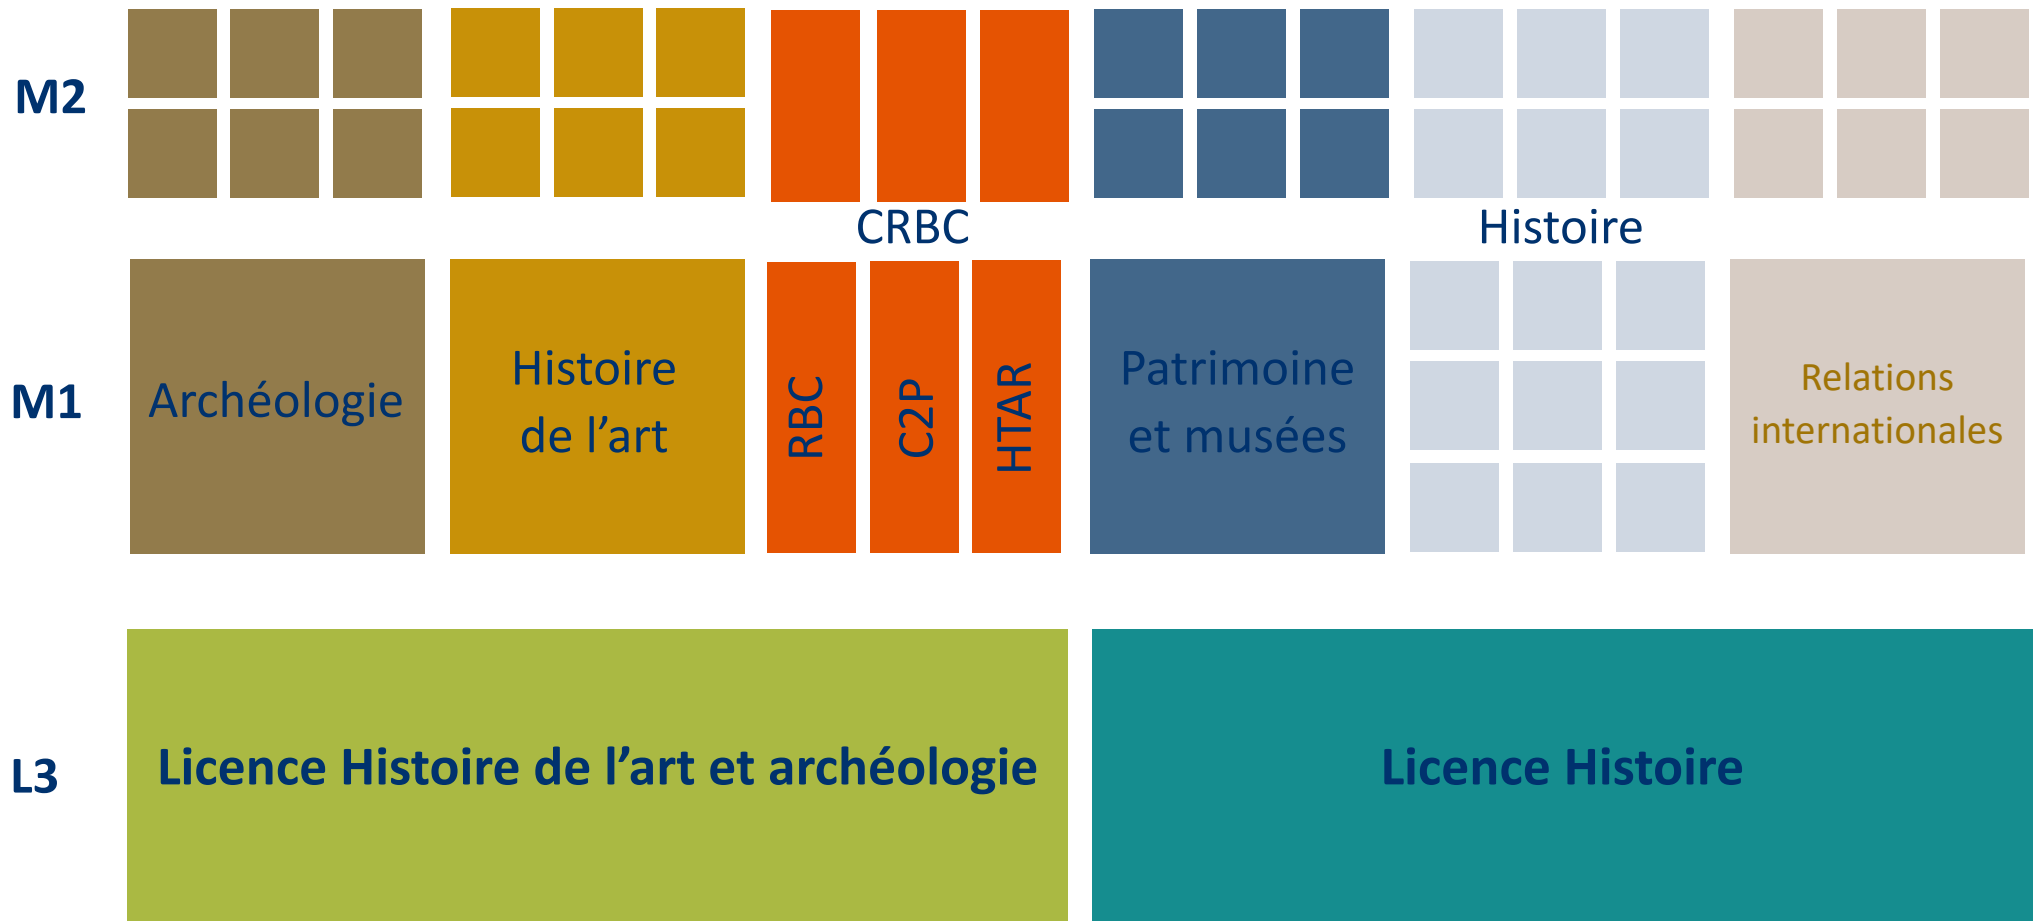 M2
CRBC
Histoire
M1
Archéologie
Histoire
de l’art
RBC
C2P
HTAR
Patrimoine
et musées
Relations
internationales
L3
Licence Histoire de l’art et archéologie
Licence Histoire